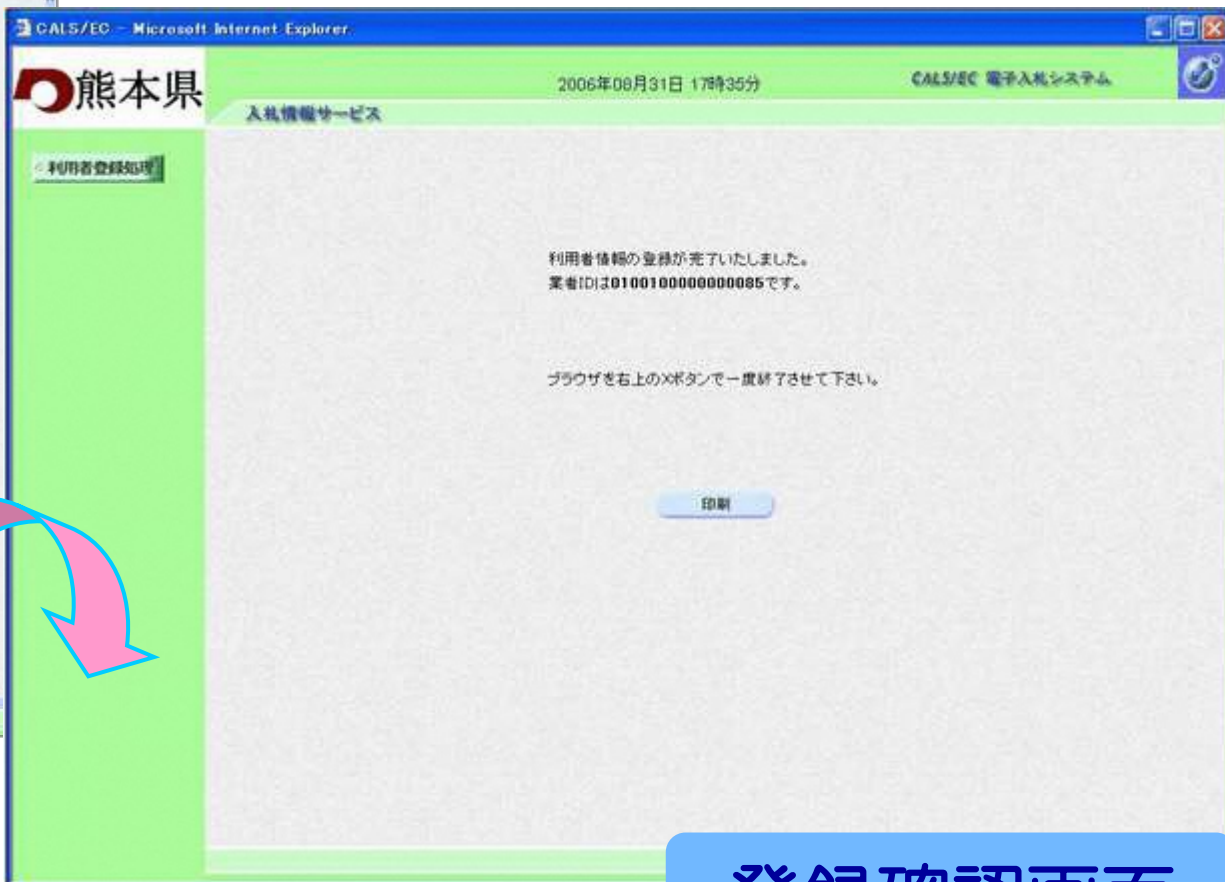 CALS/EC - Microsoft Internet Explorer
熊本県
2006年08月31日 17時35分
CALS/EC 電子入札システム
入札情報サービス
利用者登録処理
利用者情報の登録が完了いたしました。
業者IDは0100100000000085です。
ブラウザを右上の×ボタンで一度終了させて下さい。
印刷
登録確認画面